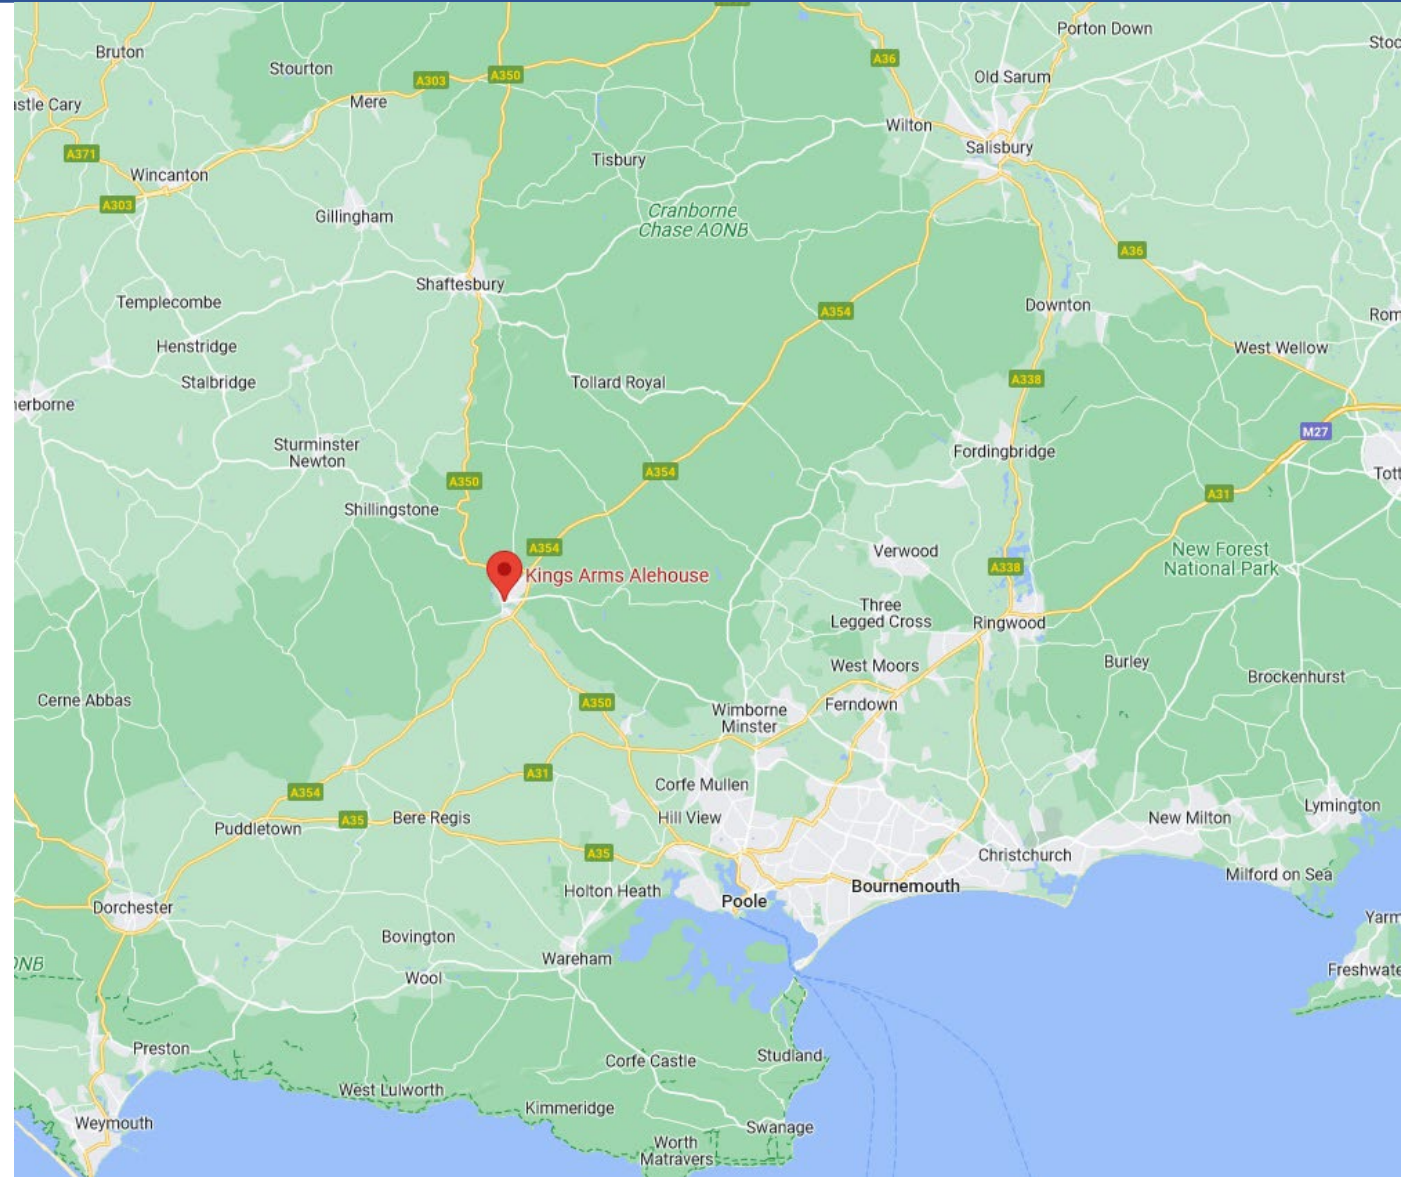 Bruton
Stourton
A303
A350
A36
Porton Down
Stoc
Old Sarum
astle Cary
Mere
Wilton
Salisbury
A371
Tisbury
Wincanton
A303
Gillingham
Cranborne
Chase AONB
A36
Shaftesbury
Templecombe
A354
Downton
Rom
Henstridge
West Wellow
Stalbridge
Tollard Royal
A338
erborne
M27
Sturminster
Newton
Fordingbridge
A350
A354
Tott
A31
Shillingstone
A354
Verwood
New Forest
National Park
Kings Arms Alehouse
A338
Three
Legged Cross
Ringwood
West Moors
Burley
Brockenhurst
Cerne Abbas
A350
Wimborne
Minster
Ferndown
A31
Corfe Mullen
A354
Lymington
Puddletown
A35
Bere Regis
Hill View
New Milton
A35
Christchurch
Holton Heath
Bournemouth
Milford on Sea
Poole
Dorchester
Yarm
Bovington
ONB
Wareham
Wool
Freshwate
Preston
Corfe Castle
Studland
West Lulworth
Kimmeridge
Weymouth
Swanage
Worth
Matravers